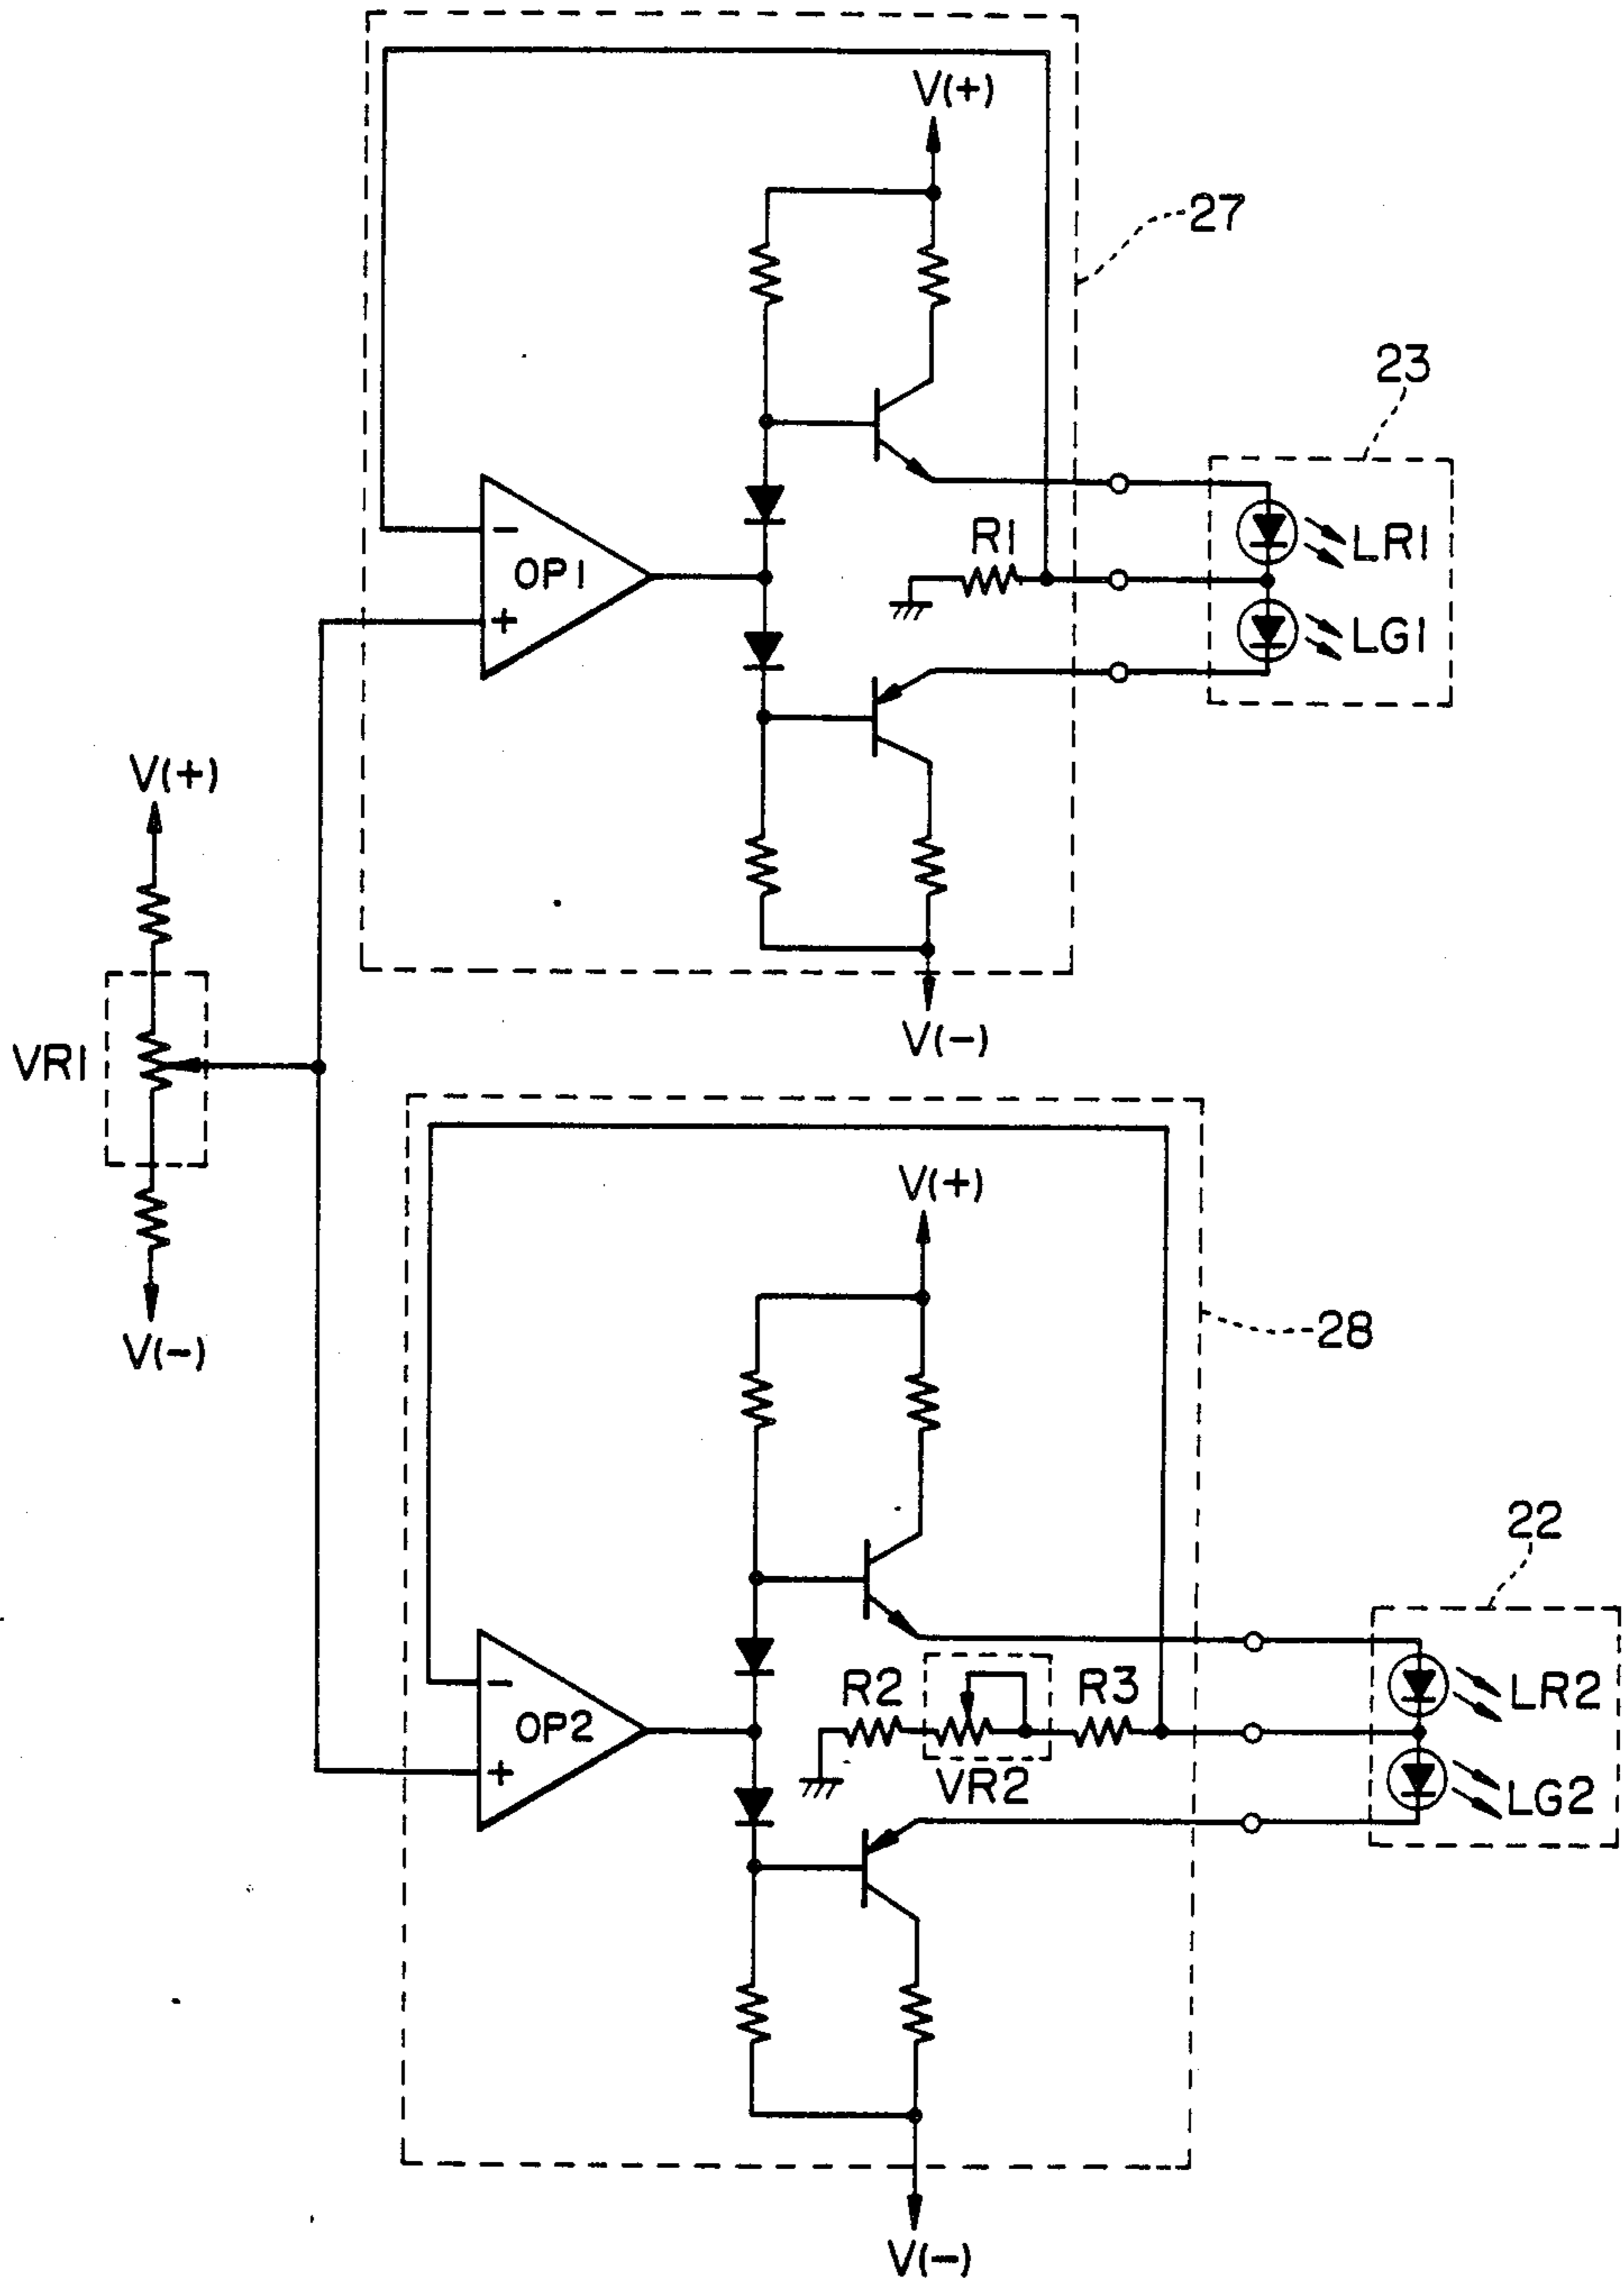 V(+)
27
23
R1
LR1
OP1
-
+
LG1
V(+)
VR1
V(-)
V(-)
V(+)
28
22
R2
R3
LR2
OP2
-
+
VR2
LG2
V(-)